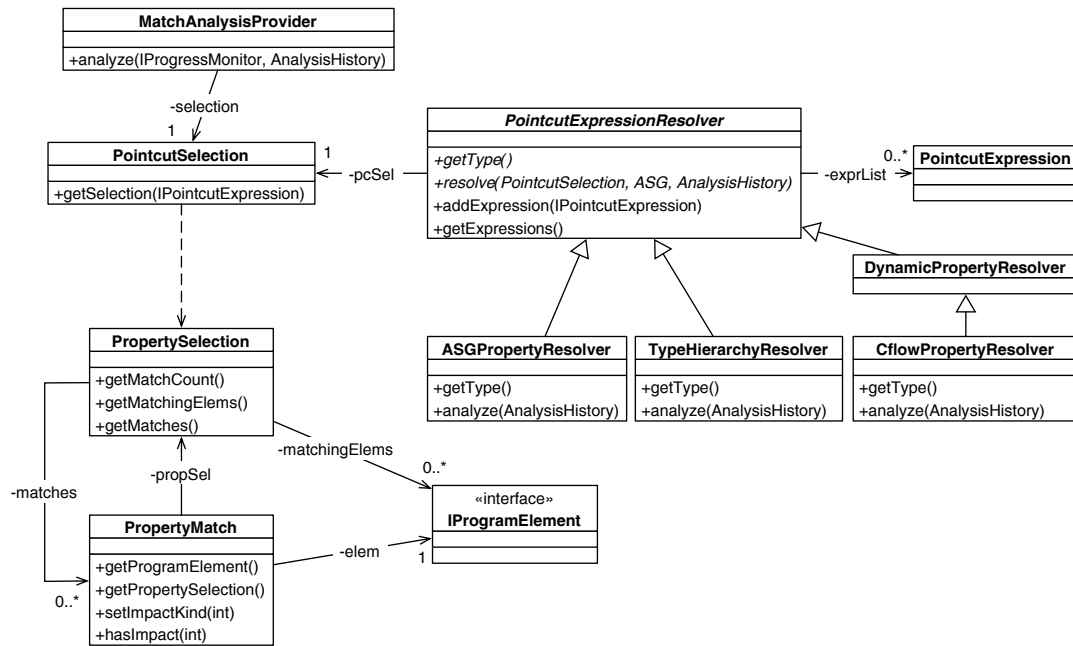 MatchAnalysisProvider
+analyze(IProgressMonitor, AnalysisHistory)
-selection
1
PointcutSelection
+getSelection(IPointcutExpression)
1
-pcSel
PointcutExpressionResolver
+getType()
+resolve(PointcutSelection, ASG, AnalysisHistory)
+addExpression(IPointcutExpression)
+getExpressions()
0..*
-exprList
PointcutExpression
DynamicPropertyResolver
ASGPropertyResolver
+getType()
+analyze(AnalysisHistory)
TypeHierarchyResolver
+getType()
+analyze(AnalysisHistory)
CflowPropertyResolver
+getType()
+analyze(AnalysisHistory)
PropertySelection
+getMatchCount()
+getMatchingElems()
+getMatches()
-matchingElems
0..*
-propSel
-matches
0..*
«interface»
IProgramElement
PropertyMatch
+getProgramElement()
+getPropertySelection()
+setImpactKind(int)
+hasImpact(int)
-elem
1